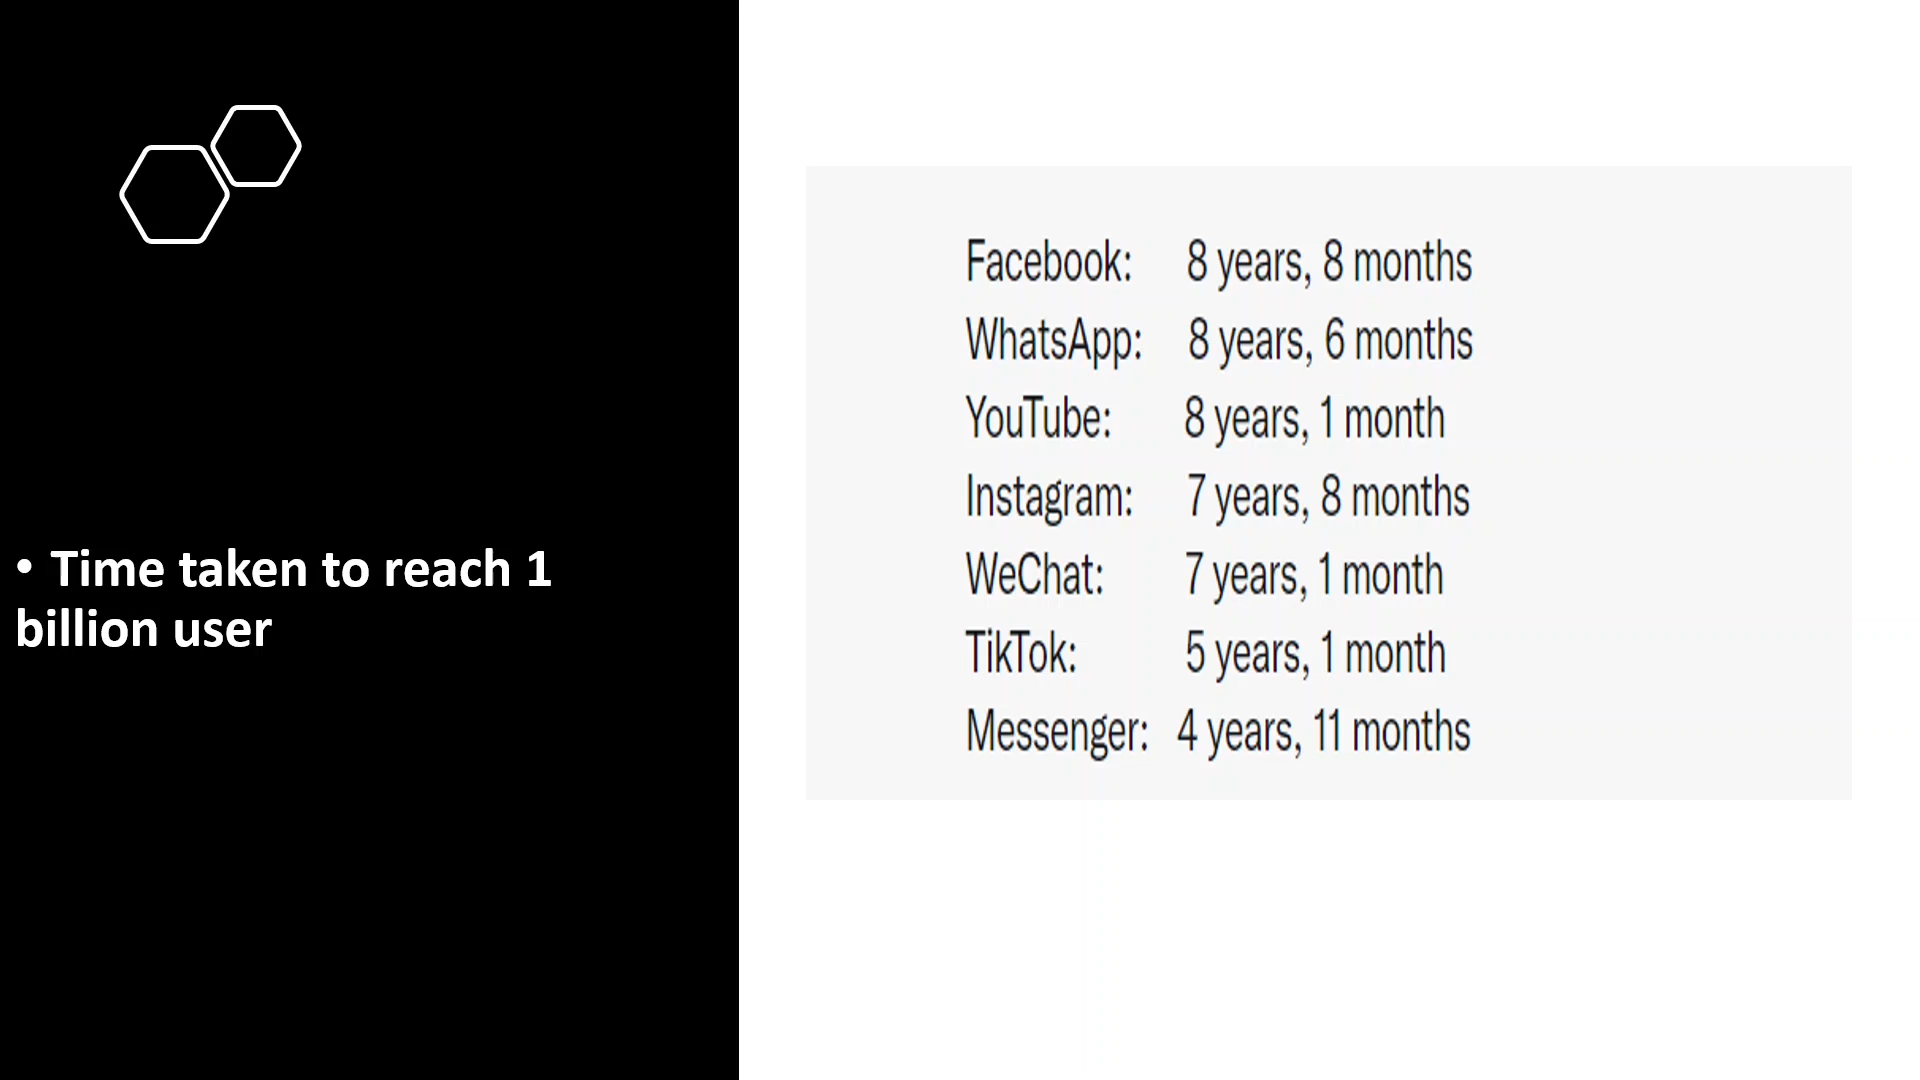 • Time taken to reach 1
billion user
Facebook: 8 years, 8 months
WhatsApp: 8 years, 6 months
YouTube: 8 years, 1 month
Instagram: 7 years, 8 months
WeChat: 7 years, 1 month
TikTok: 5 years, 1 month
Messenger: 4 years, 11 months